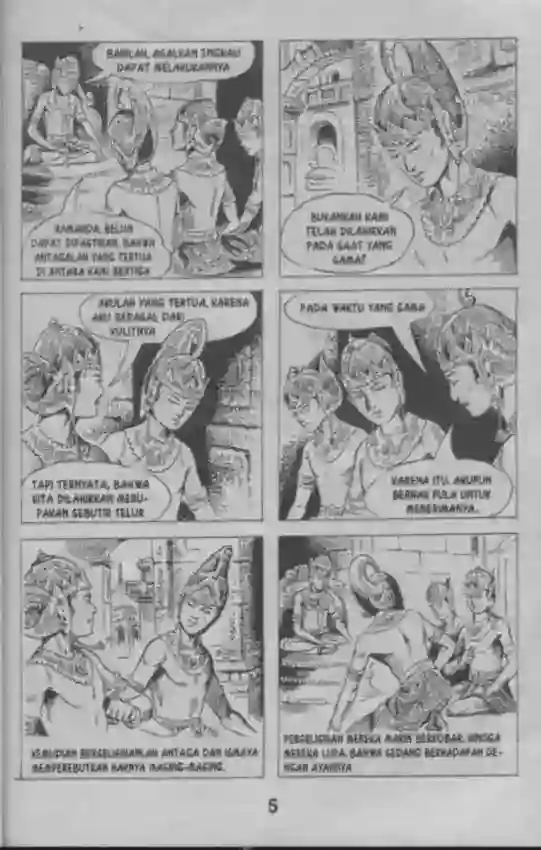 BAIKLAH, ASALKAN ENGKAU
DAPAT MELAKUKANNYA
RAMANDA, BELUM
DAPAT DIPASTIKAN, BAHWA
ANTAGALAH YANG TERTUA
DI ANTARA KAMI BERTIGA
BUKANKAH KAMI
TELAH DILAHIRKAN
PADA SAAT YANG
SAMA?
AKULAH YANG TERTUA, KARENA
AKU BERASAL DARI
KULITNYA
TAPI TERNYATA, BAHWA
KITA DILAHIRKAN MERU-
PAKAN SEBUTIR TELUR
PADA WAKTU YANG SAMA
KARENA ITU, AKUPUN
BERHAK PULA UNTUK
MENERIMANYA.
KEMUDIAN BERSELISIHLAH ANTAGA DAN ISMAYA
MEMPEREBUTKAN HAKNYA MASING-MASING.
PERSELISIHAN MEREKA MAKIN BERKOBAR, HINGGA
MEREKA LUPA, BAHWA SEDANG BERHADAPAN DE-
NGAN AYAHNYA
5